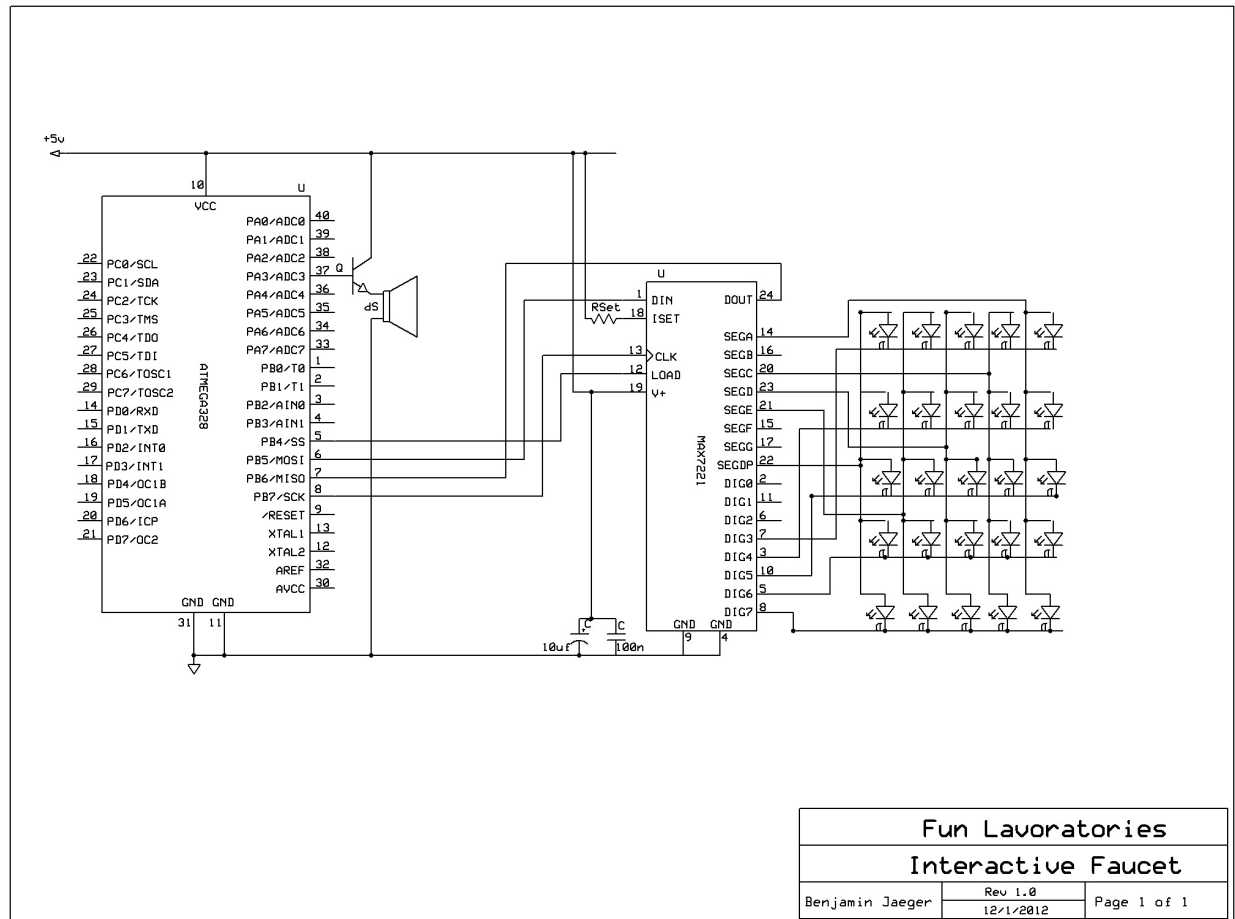 +5v
10 U
VCC
PA0/ADC0 40
PA1/ADC1 39
PA2/ADC2 38
PA3/ADC3 37
PA4/ADC4 36
PA5/ADC5 35
PA6/ADC6 34
PA7/ADC7 33
PB0/T0 1
PB1/T1 2
PB2/AIN0 3
PB3/AIN1 4
PB4/SS 5
PB5/MOSI 6
PB6/MISO 7
PB7/SCK 8
/RESET 9
XTAL1 13
XTAL2 12
AREF 32
AVCC 30
22 PC0/SCL
23 PC1/SDA
24 PC2/TCK
25 PC3/TMS
26 PC4/TDO
27 PC5/TDI
28 PC6/TOSC1
29 PC7/TOSC2
14 PD0/RXD
15 PD1/TXD
16 PD2/INT0
17 PD3/INT1
18 PD4/OC1B
19 PD5/OC1A
20 PD6/ICP
21 PD7/OC2
ATMEGA328
GND GND
31 11
Q
SP
RSet
U
1 DIN
18 ISET
13 CLK
12 LOAD
19 V+
MAX7221
DOUT 24
SEGA 14
SEGB 16
SEGC 20
SEGD 23
SEGE 21
SEGF 15
SEGG 17
SEGDP 22
DIG0 2
DIG1 11
DIG2 6
DIG3 7
DIG4 3
DIG5 10
DIG6 5
DIG7 8
GND GND
9 4
+ C C
10uf 100n
D D D D D
D D D D D
D D D D D
D D D D D
D D D D D
Fun Lavoratories
Interactive Faucet
Benjamin Jaeger
Rev 1.0
12/1/2012
Page 1 of 1